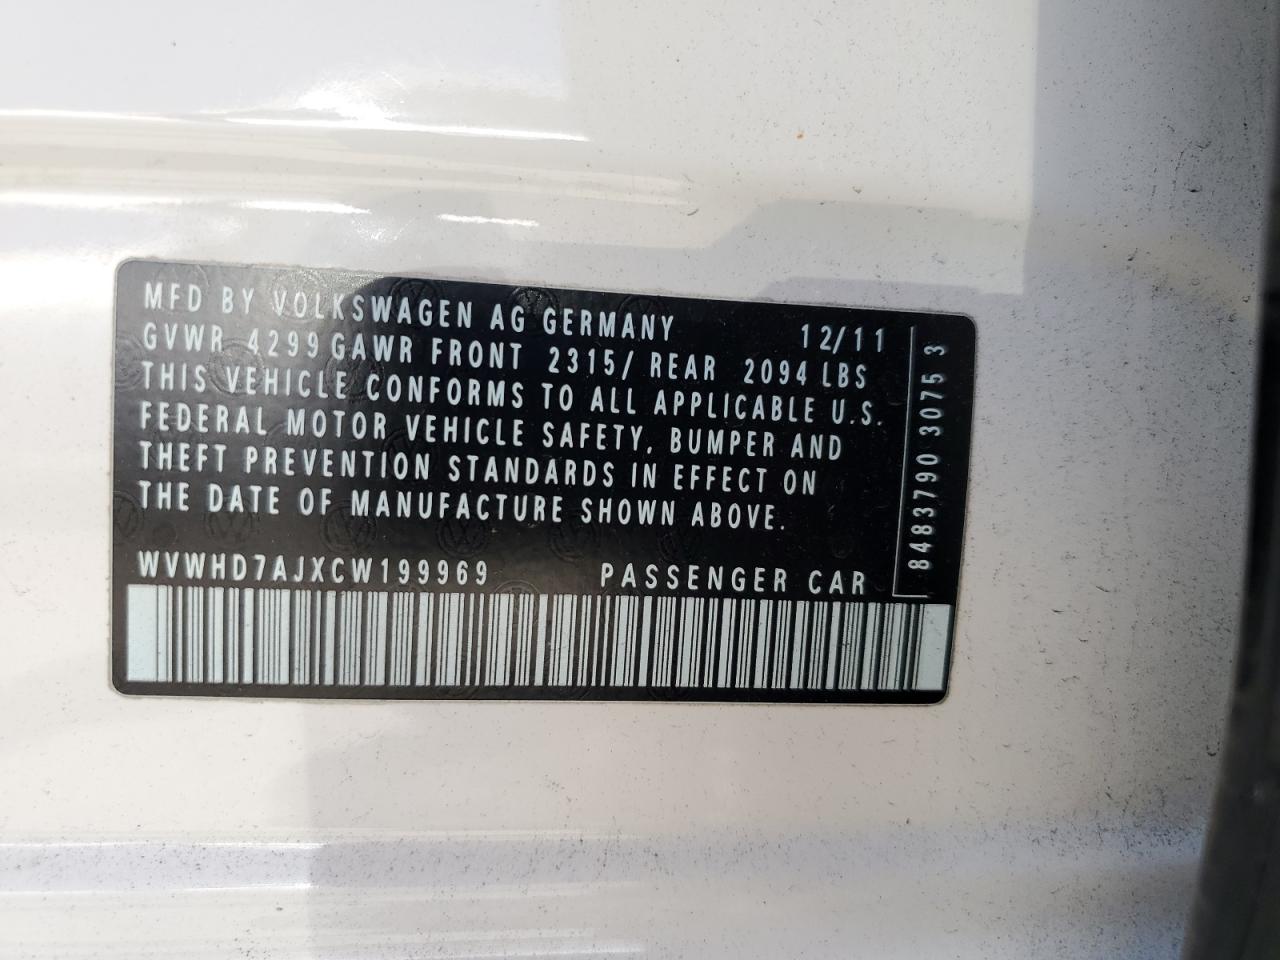 MFD BY VOLKSWAGEN AG GERMANY 12/11
GVWR 4299 GAWR FRONT 2315/ REAR 2094 LBS
THIS VEHICLE CONFORMS TO ALL APPLICABLE U.S.
FEDERAL MOTOR VEHICLE SAFETY, BUMPER AND
THEFT PREVENTION STANDARDS IN EFFECT ON
THE DATE OF MANUFACTURE SHOWN ABOVE.
WVWHD7AJXCW199969 PASSENGER CAR
8483790 3075 3